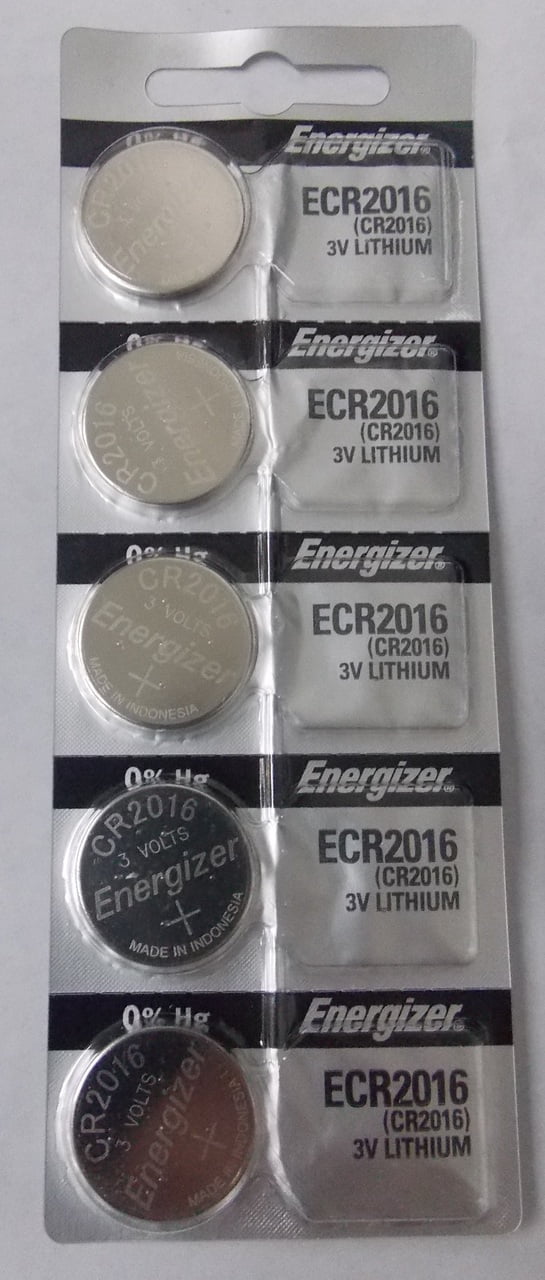 0% Hg
Energizer®
CR2016
Energizer
ECR2016
(CR2016)
3V LITHIUM
0% Hg
Energizer®
CR2016
3 VOLTS
Energizer
+
ECR2016
(CR2016)
3V LITHIUM
0% Hg
Energizer®
CR2016
3 VOLTS
Energizer
+
MADE IN INDONESIA
ECR2016
(CR2016)
3V LITHIUM
0% Hg
Energizer®
CR2016
3 VOLTS
Energizer
+
MADE IN INDONESIA
ECR2016
(CR2016)
3V LITHIUM
0% Hg
Energizer®
CR2016
3 VOLTS
Energizer
+
MADE IN INDONESIA
ECR2016
(CR2016)
3V LITHIUM